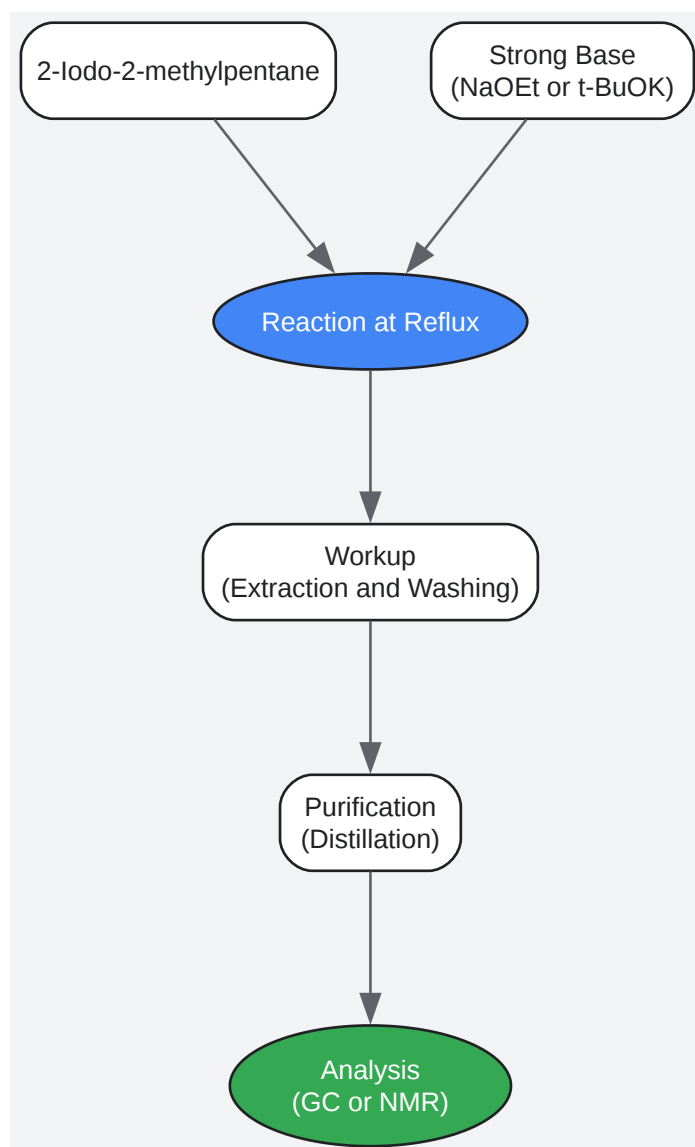 2-Iodo-2-methylpentane
Strong Base
(NaOEt or t-BuOK)
Reaction at Reflux
Workup
(Extraction and Washing)
Purification
(Distillation)
Analysis
(GC or NMR)